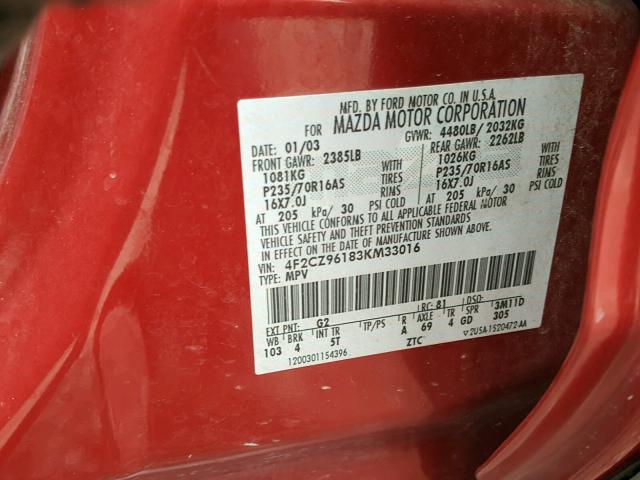 MFD. BY FORD MOTOR CO. IN U.S.A.
FOR MAZDA MOTOR CORPORATION
DATE: 01/03 GVWR: 4480LB/ 2032KG
FRONT GAWR: 2385LB REAR GAWR: 2262LB
1081KG WITH 1026KG WITH
P235/70R16AS TIRES P235/70R16AS TIRES
16X7.0J RIMS 16X7.0J RIMS
AT 205 kPa/ 30 PSI COLD AT 205 kPa/ 30 PSI COLD
THIS VEHICLE CONFORMS TO ALL APPLICABLE FEDERAL MOTOR
VEHICLE SAFETY AND THEFT PREVENTION STANDARDS
IN EFFECT ON THE DATE OF MANUFACTURE SHOWN ABOVE.
VIN: 4F2CZ96183KM33016
TYPE: MPV
EXT PNT: G2 RC: 81 DSO:
WB BRK INT TR TP/PS R AXLE TR SPR 3M11D
103 4 5T A 69 4 GD 305
1200301154396 ZTC ▽2U5A-1520472-AA